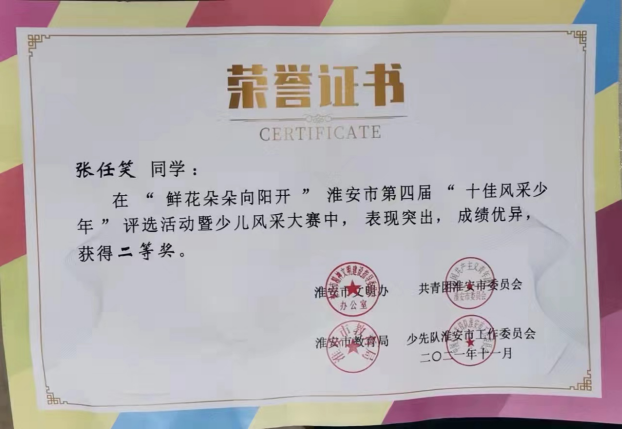 荣誉证书
CERTIFICATE
张任笑 同学：
在“鲜花朵朵向阳开”淮安市第四届“十佳风采少
年”评选活动暨少儿风采大赛中，表现突出，成绩优异，
获得二等奖。
淮安市文明办 共青团淮安市委员会
办公室
淮安市教育局 少先队淮安市工作委员会
二〇二一年十一月